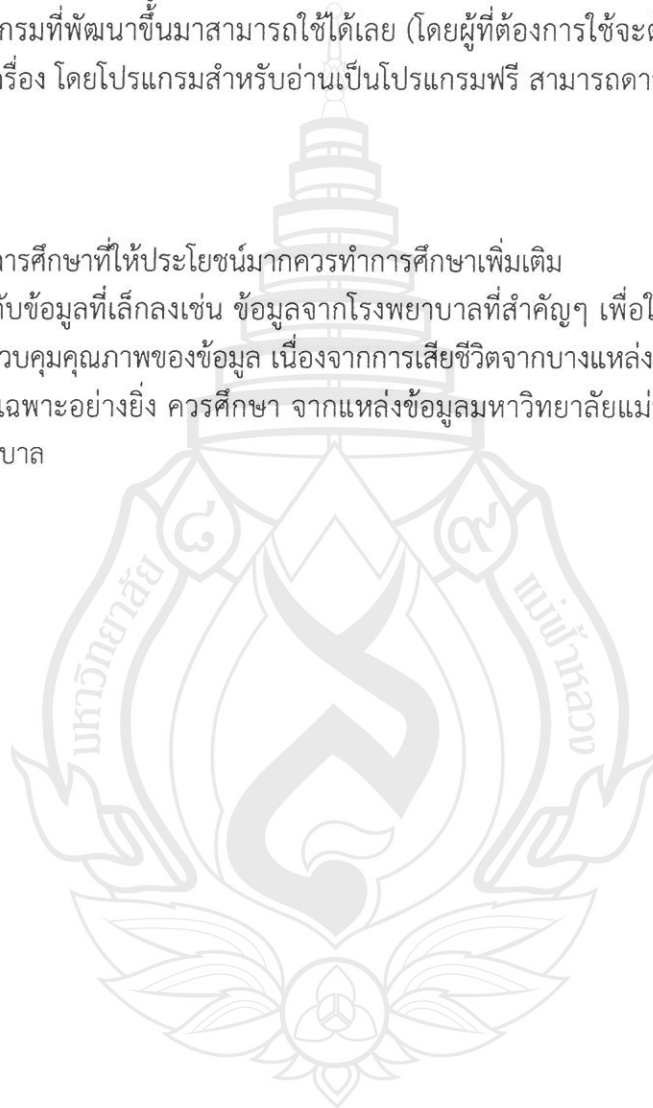 กรมที่พัฒนาขึ้นมาสามารถใช้ได้เลย (โดยผู้ที่ต้องการใช้จะต
ครื่อง โดยโปรแกรมสำหรับอ่านเป็นโปรแกรมฟรี สามารถดา
ารศึกษาที่ให้ประโยชน์มากควรทำการศึกษาเพิ่มเติม
กับข้อมูลที่เล็กลงเช่น ข้อมูลจากโรงพยาบาลที่สำคัญๆ เพื่อใ
วบคุมคุณภาพของข้อมูล เนื่องจากการเสียชีวิตจากบางแหล่ง
เฉพาะอย่างยิ่ง ควรศึกษา จากแหล่งข้อมูลมหาวิทยาลัยแม่
บาล
๘ ๙
มหาวิทยาลัย
แม่ฟ้าหลวง